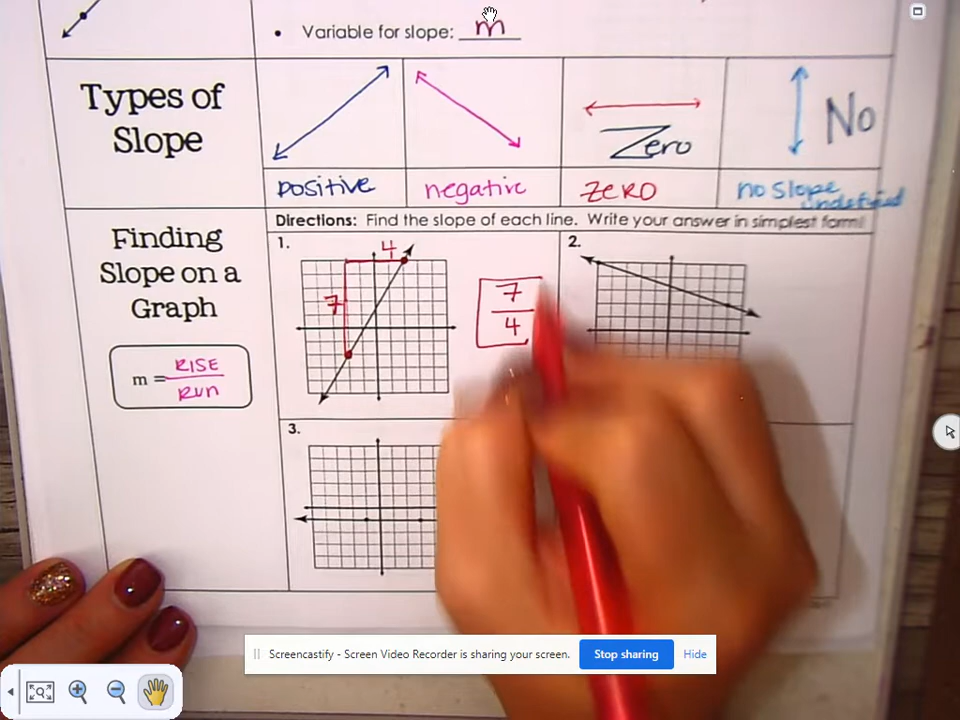 • Variable for slope: m
Types of
Slope
Zero
No
positive
negative
zero
no slope
undefined
Finding
Slope on a
Graph
m = RISE
RUN
Directions: Find the slope of each line. Write your answer in simplest form!
1.
4
7
7
4
2.
3.
Screencastify - Screen Video Recorder is sharing your screen.
Stop sharing
Hide